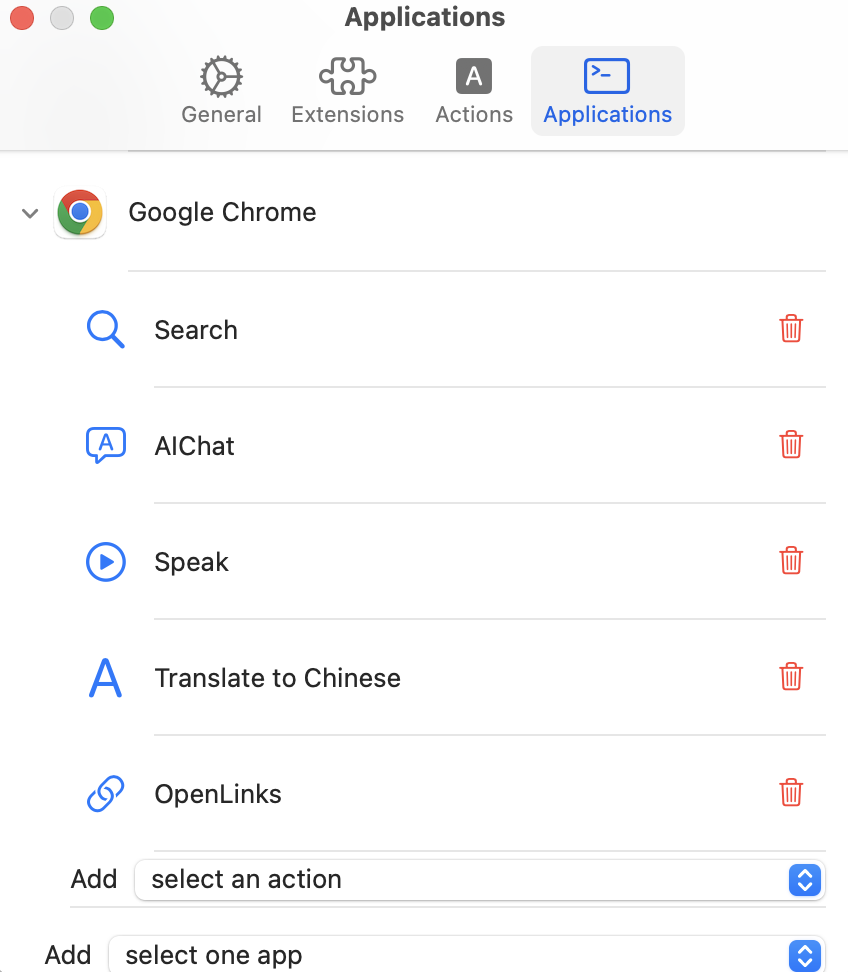 Applications
General
Extensions
A
Actions
>-
Applications
Google Chrome
Search
A
AIChat
Speak
A
Translate to Chinese
OpenLinks
Add select an action
Add select one app